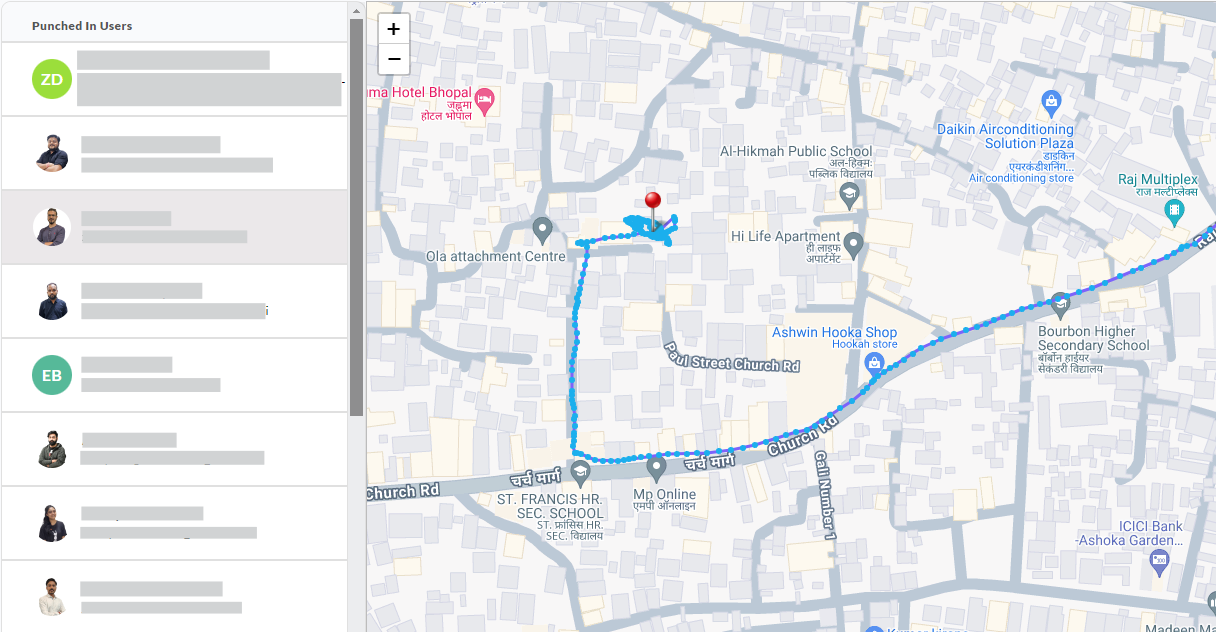 Punched In Users
ZD
EB
+
−
uma Hotel Bhopal
जहनुमा
होटल भोपाल
Al-Hikmah Public School
अल-हिक्मः
पब्लिक विद्यालय
Daikin Airconditioning
Solution Plaza
डाइकिन
एयरकंडीशनिंग...
Air conditioning store
Raj Multiplex
राज मल्टीप्लेक्स
Ola attachment Centre
Hi Life Apartment
ही लाइफ़
अपार्टमेंट
Ashwin Hooka Shop
Hookah store
Bourbon Higher
Secondary School
बॉर्बॉन हाईयर
सेकंडरी विद्यालय
Paul Street Church Rd
Church Rd
चर्च मार्ग
चर्च मार्ग
Church Rd
ST. FRANCIS HR.
SEC. SCHOOL
ST. फ्रांसिस HR.
SEC. विद्यालय
Mp Online
एमपी ऑनलाइन
Gali Number 1
ICICI Bank
-Ashoka Garden...
Madeen Ma